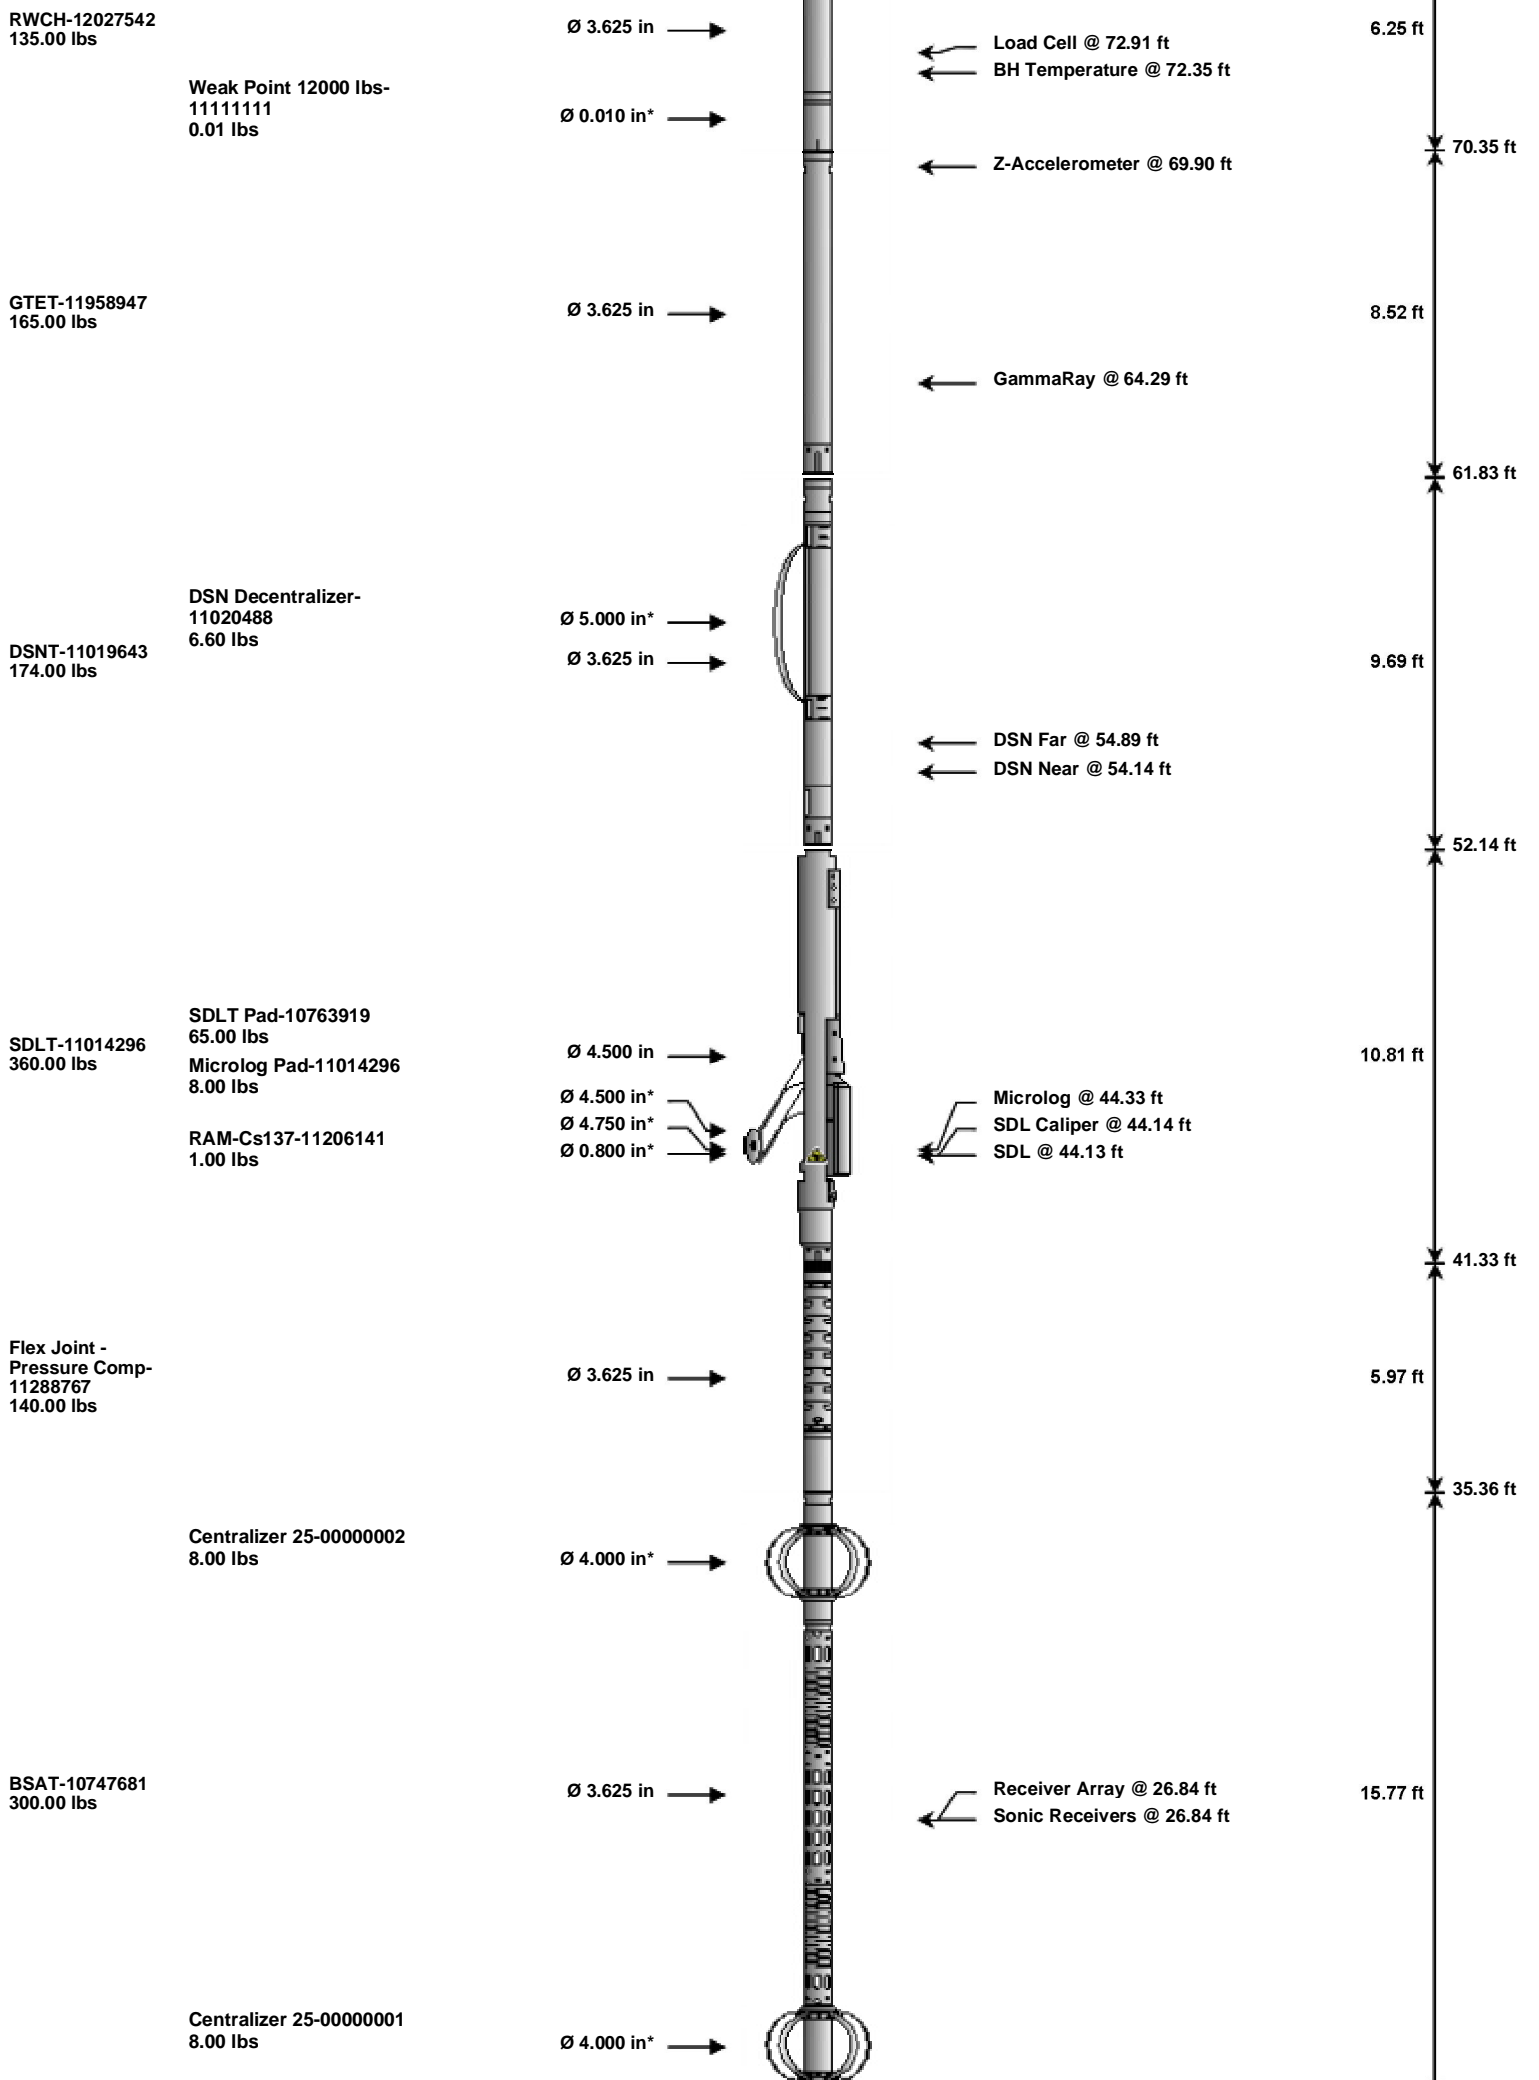 RWCH-12027542
135.00 lbs
Ø 3.625 in
6.25 ft
Load Cell @ 72.91 ft
BH Temperature @ 72.35 ft
Weak Point 12000 lbs-
11111111
0.01 lbs
Ø 0.010 in*
70.35 ft
Z-Accelerometer @ 69.90 ft
GTET-11958947
165.00 lbs
Ø 3.625 in
8.52 ft
GammaRay @ 64.29 ft
61.83 ft
DSN Decentralizer-
11020488
6.60 lbs
Ø 5.000 in*
DSNT-11019643
174.00 lbs
Ø 3.625 in
9.69 ft
DSN Far @ 54.89 ft
DSN Near @ 54.14 ft
52.14 ft
SDLT Pad-10763919
65.00 lbs
SDLT-11014296
360.00 lbs
Ø 4.500 in
10.81 ft
Microlog Pad-11014296
8.00 lbs
Ø 4.500 in*
Microlog @ 44.33 ft
Ø 4.750 in*
SDL Caliper @ 44.14 ft
RAM-Cs137-11206141
1.00 lbs
Ø 0.800 in*
SDL @ 44.13 ft
41.33 ft
Flex Joint -
Pressure Comp-
11288767
140.00 lbs
Ø 3.625 in
5.97 ft
35.36 ft
Centralizer 25-00000002
8.00 lbs
Ø 4.000 in*
BSAT-10747681
300.00 lbs
Ø 3.625 in
Receiver Array @ 26.84 ft
Sonic Receivers @ 26.84 ft
15.77 ft
Centralizer 25-00000001
8.00 lbs
Ø 4.000 in*